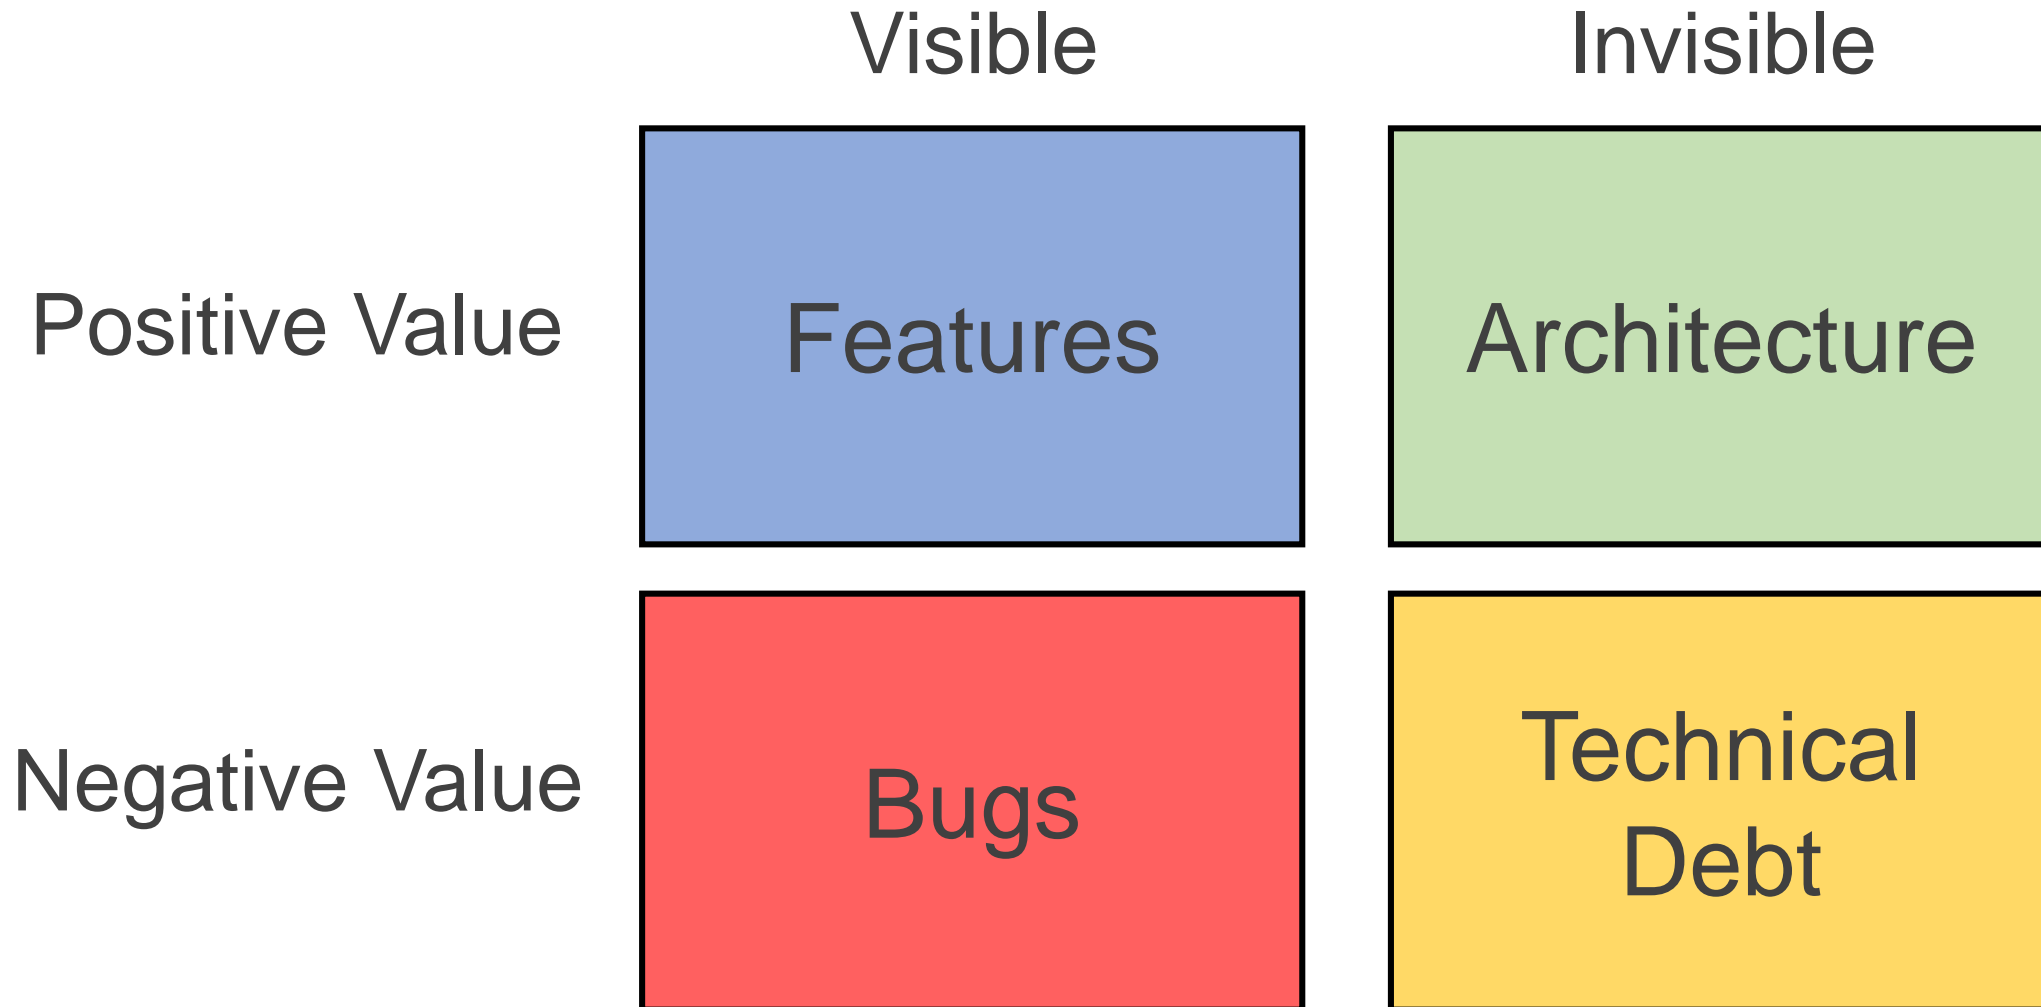 Visible
Invisible
Positive Value
Features
Architecture
Negative Value
Bugs
Technical
Debt